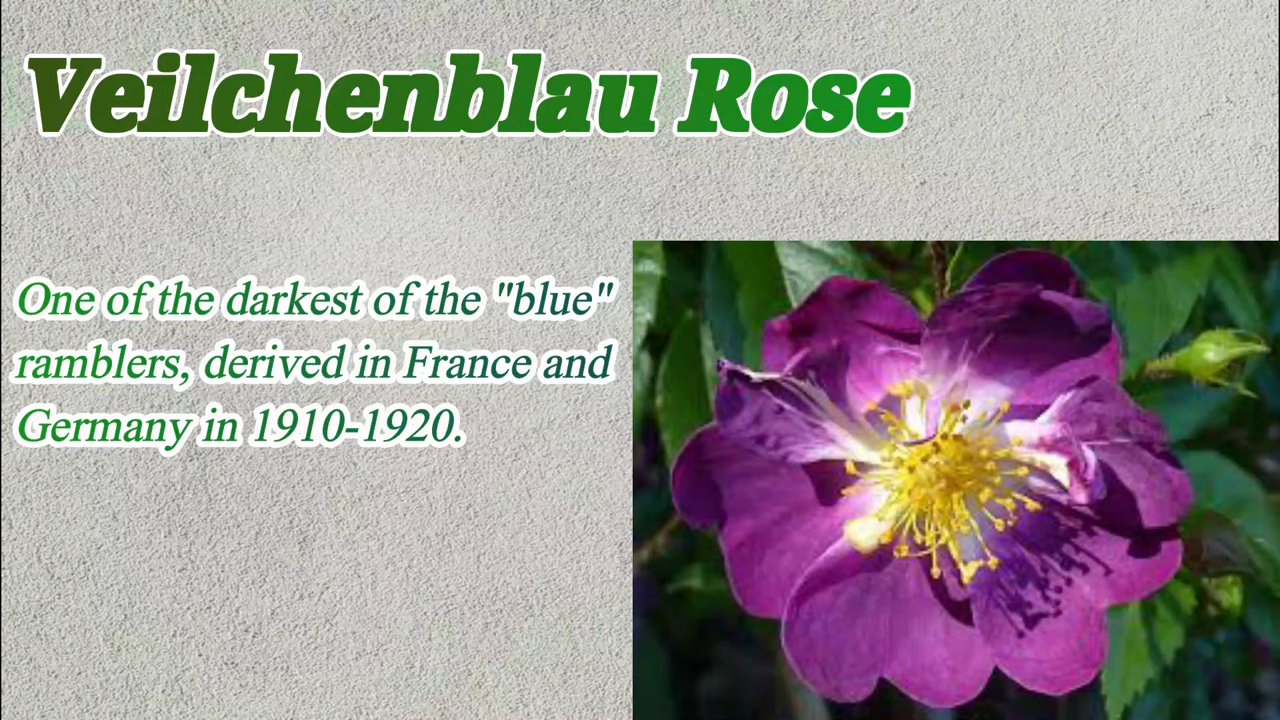 Veilchenblau Rose
One of the darkest of the "blue"
ramblers, derived in France and
Germany in 1910-1920.